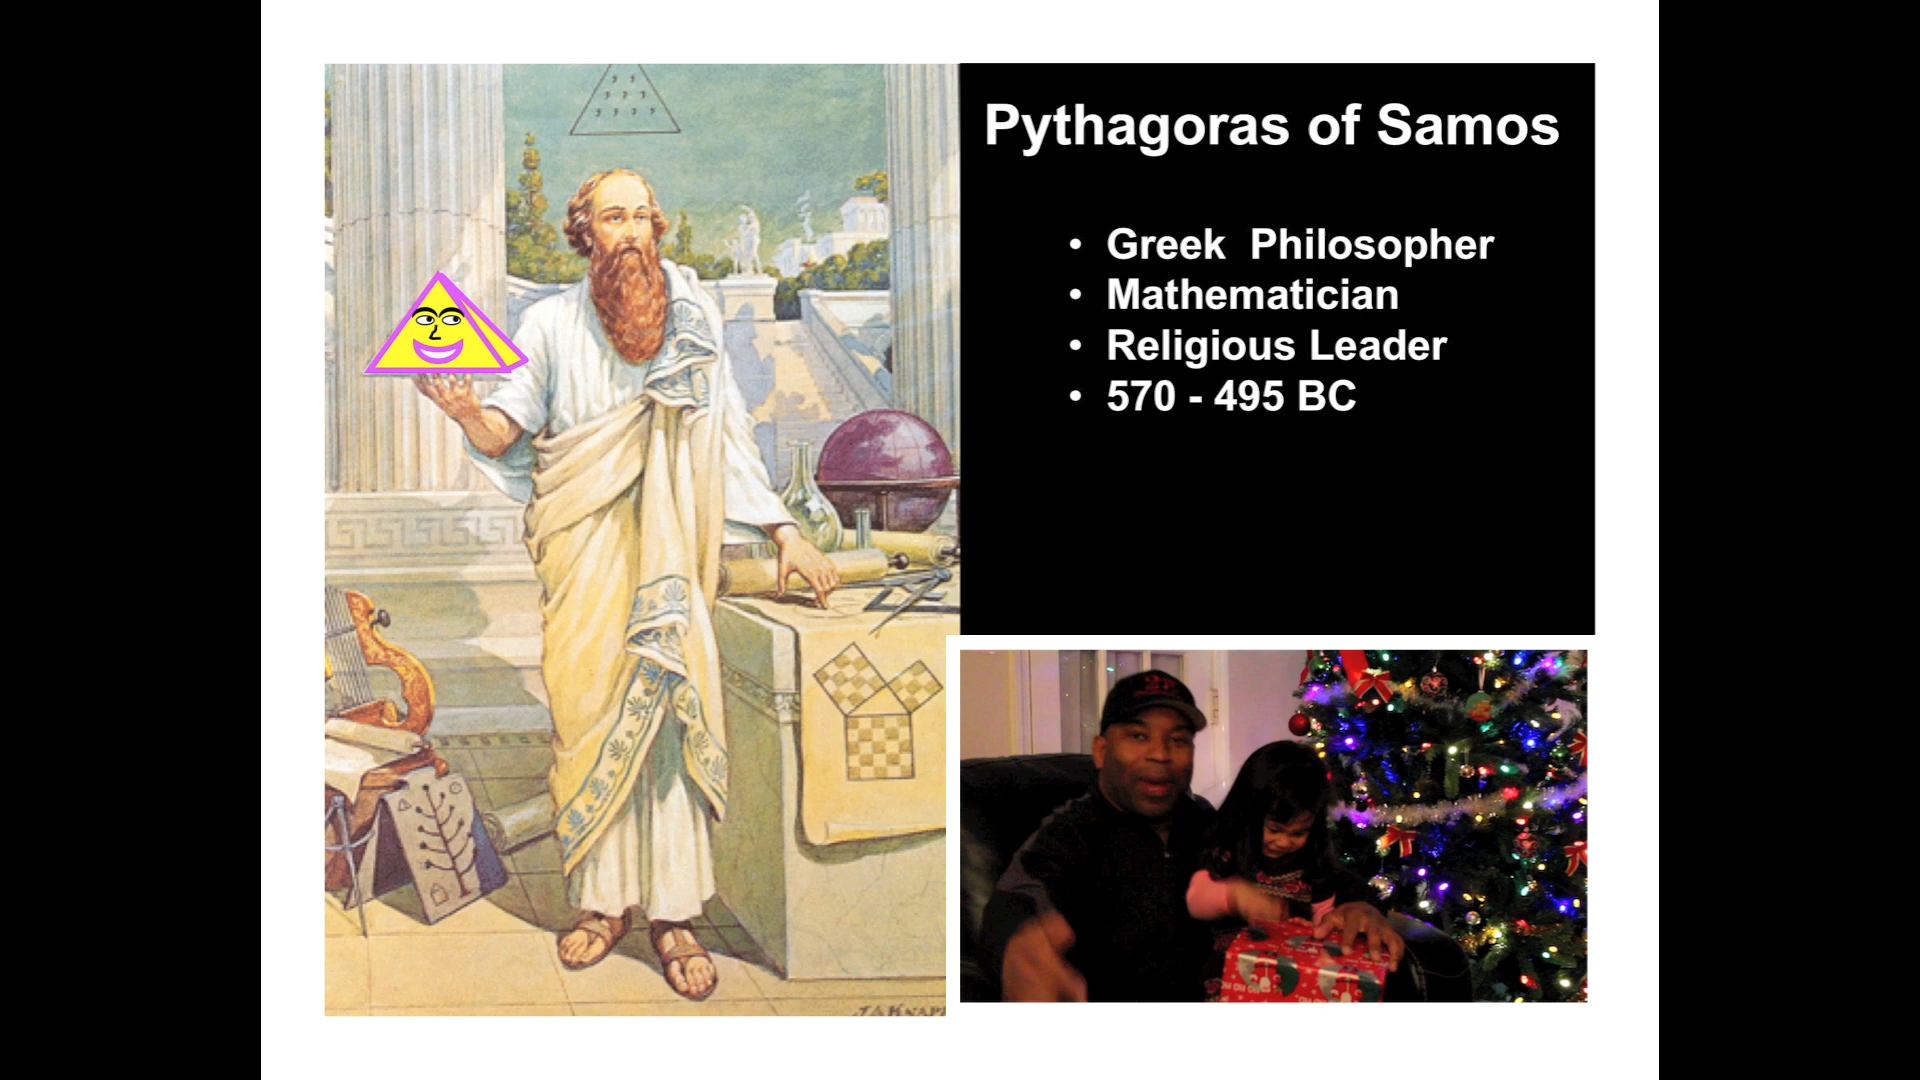 Pythagoras of Samos
• Greek Philosopher
• Mathematician
• Religious Leader
• 570 - 495 BC